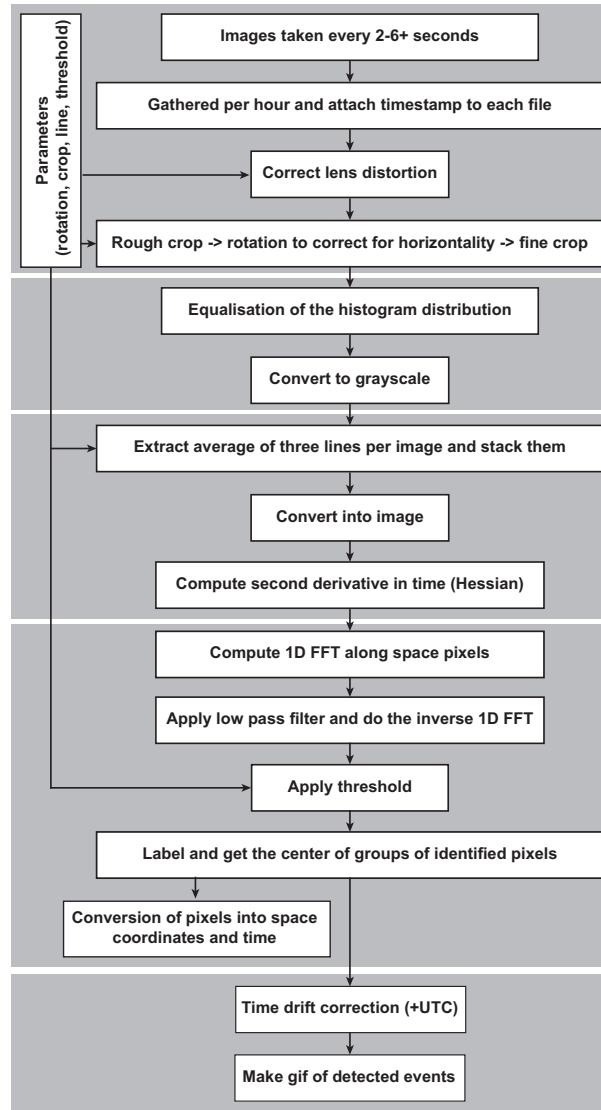 Parameters
(rotation, crop, line, threshold)
Images taken every 2-6+ seconds
Gathered per hour and attach timestamp to each file
Correct lens distortion
Rough crop -> rotation to correct for horizontality -> fine crop
Equalisation of the histogram distribution
Convert to grayscale
Extract average of three lines per image and stack them
Convert into image
Compute second derivative in time (Hessian)
Compute 1D FFT along space pixels
Apply low pass filter and do the inverse 1D FFT
Apply threshold
Label and get the center of groups of identified pixels
Conversion of pixels into space
coordinates and time
Time drift correction (+UTC)
Make gif of detected events